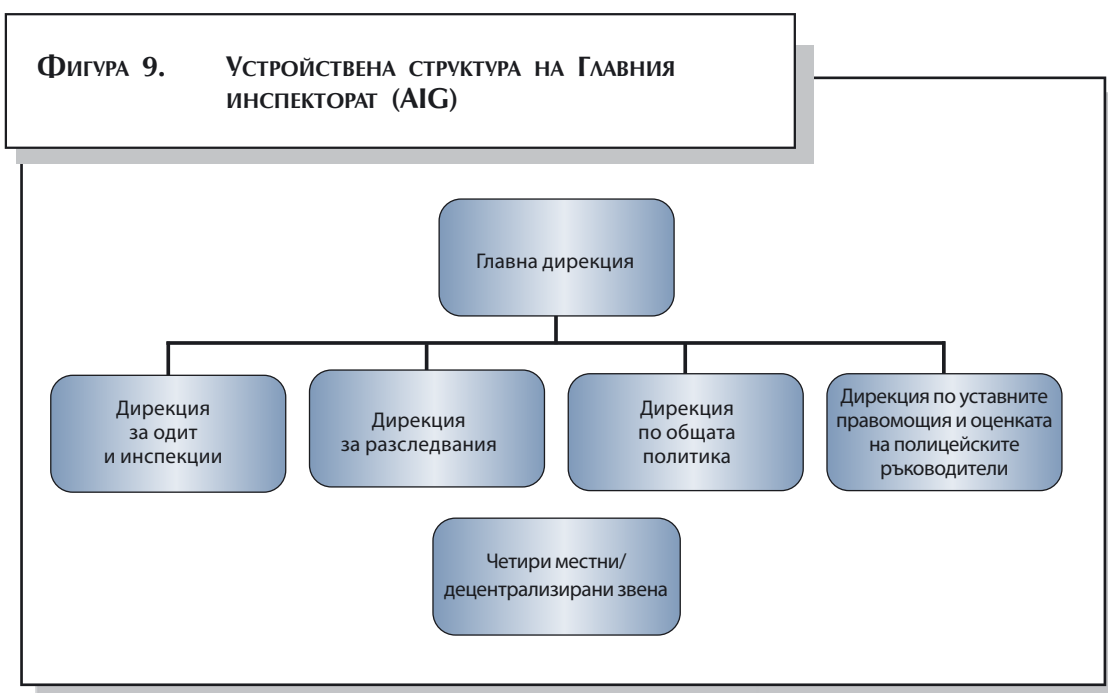 Фигура 9. Устройствена структура на Главния
инспекторат (AIG)
Главна дирекция
Дирекция
за одит
и инспекции
Дирекция
за разследвания
Дирекция
по общата
политика
Дирекция по уставните
правомощия и оценката
на полицейските
ръководители
Четири местни/
децентрализирани звена